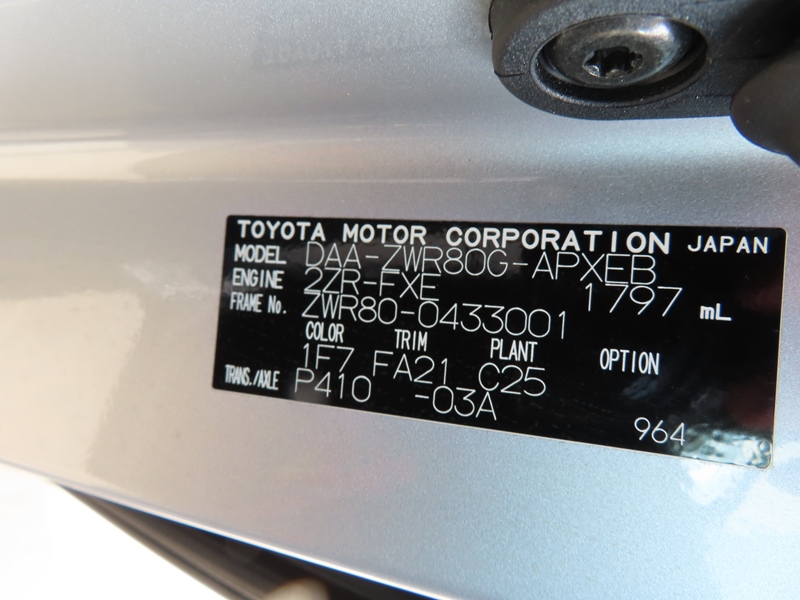 TOYOTA MOTOR CORPORATION JAPAN
MODEL DAA-ZWR80G-APXEB
ENGINE 2ZR-FXE 1797 mL
FRAME No. ZWR80-0433001
COLOR TRIM PLANT OPTION
1F7 FA21 C25
TRANS./AXLE P410 -03A
964